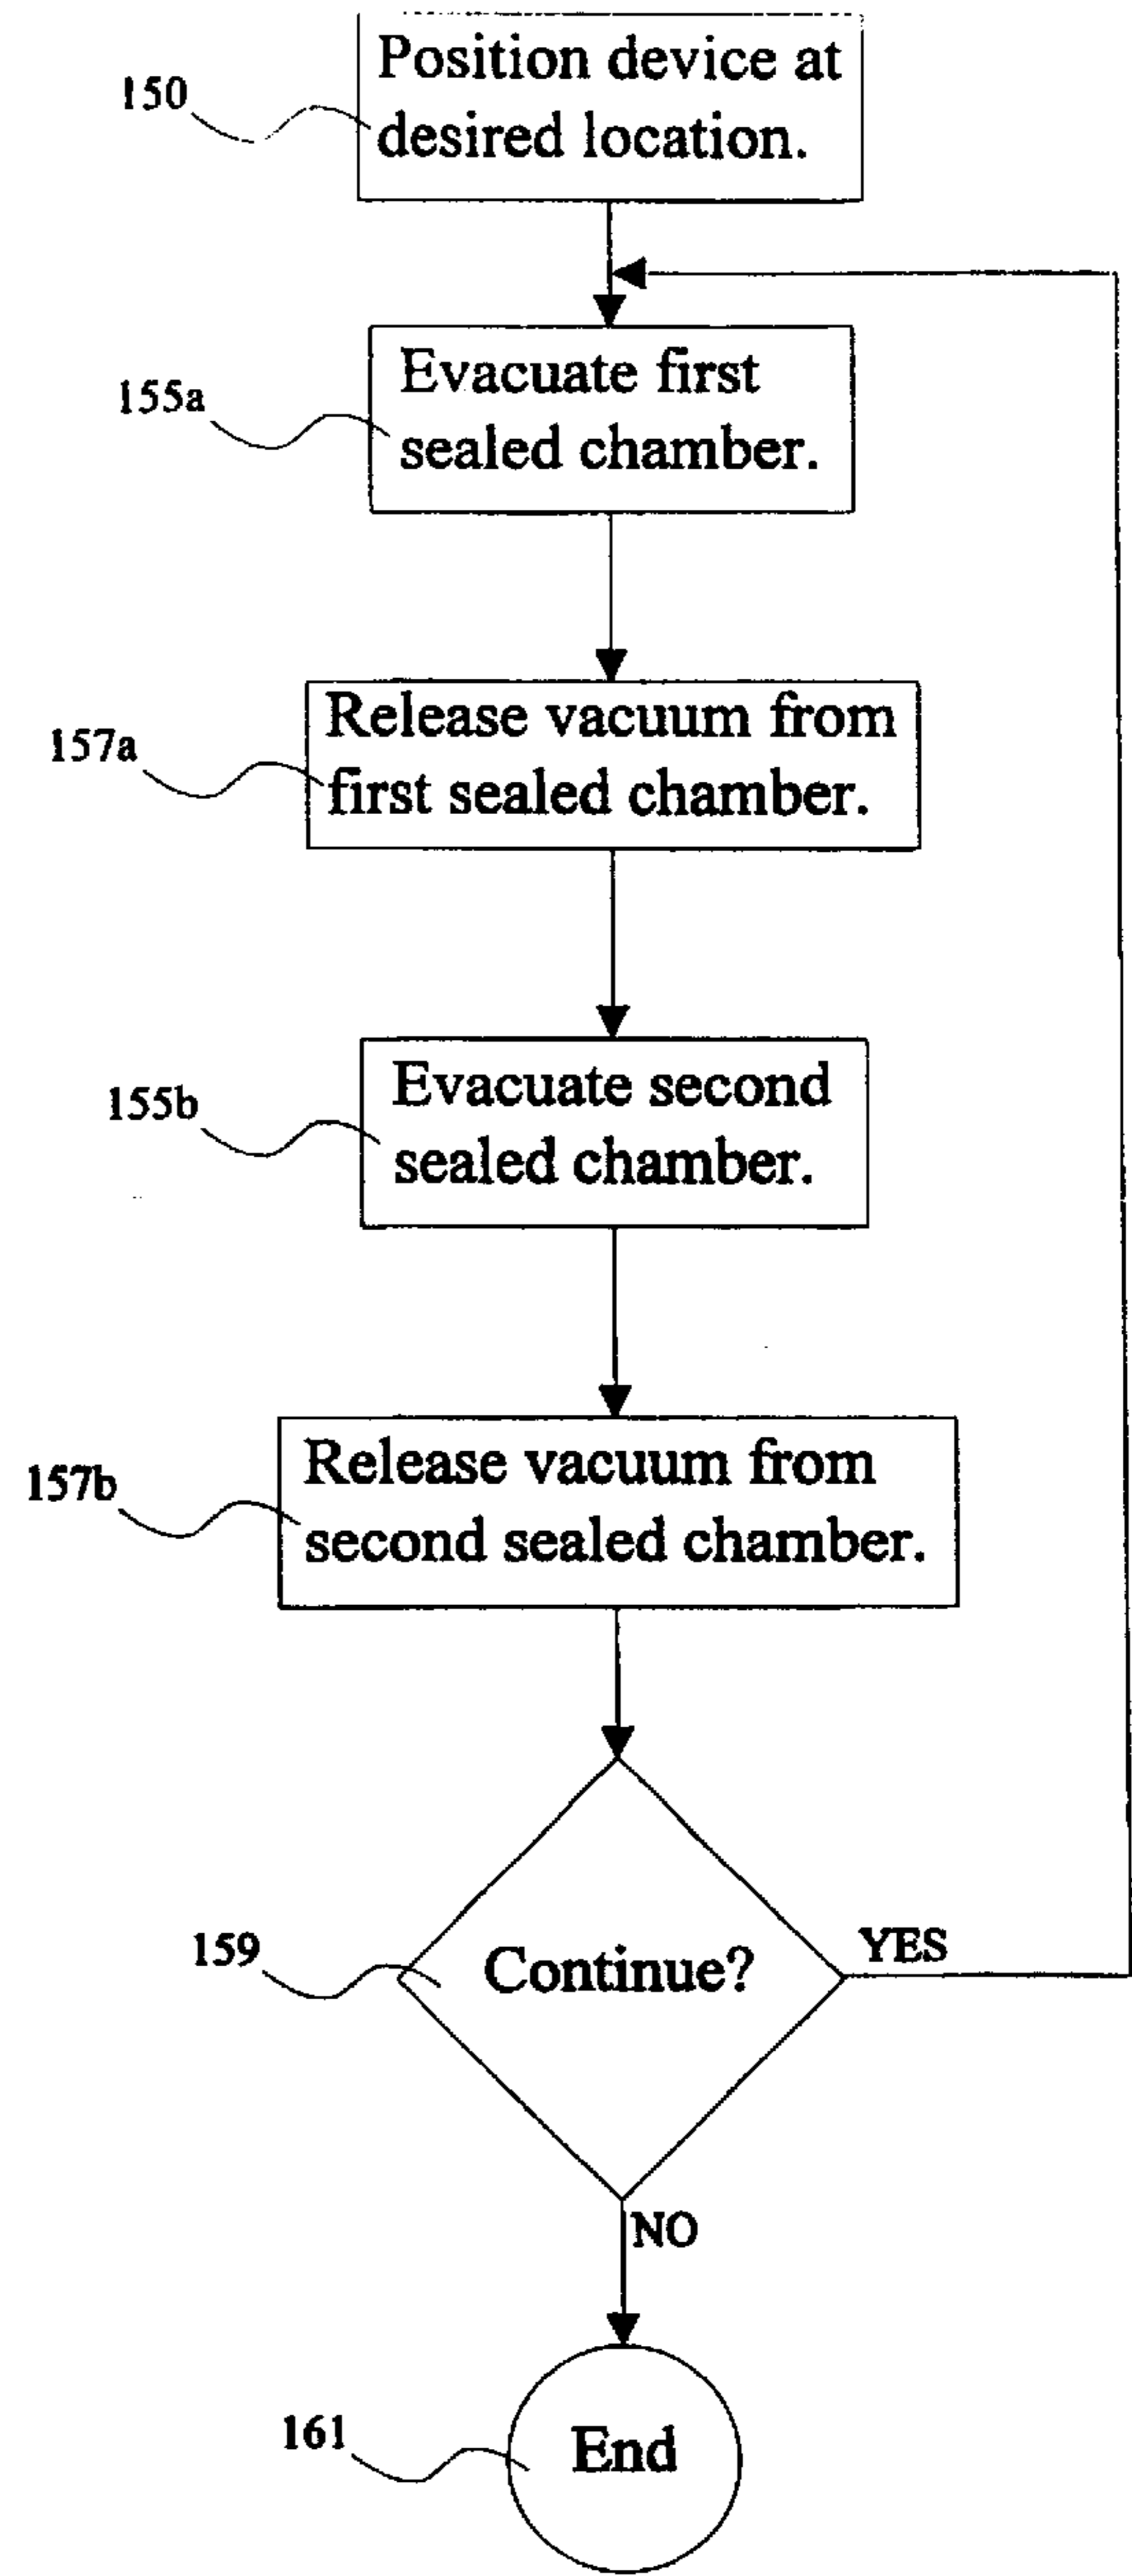 Position device at
desired location.
150
Evacuate first
sealed chamber.
155a
Release vacuum from
first sealed chamber.
157a
Evacuate second
sealed chamber.
155b
Release vacuum from
second sealed chamber.
157b
Continue?
159
YES
NO
End
161